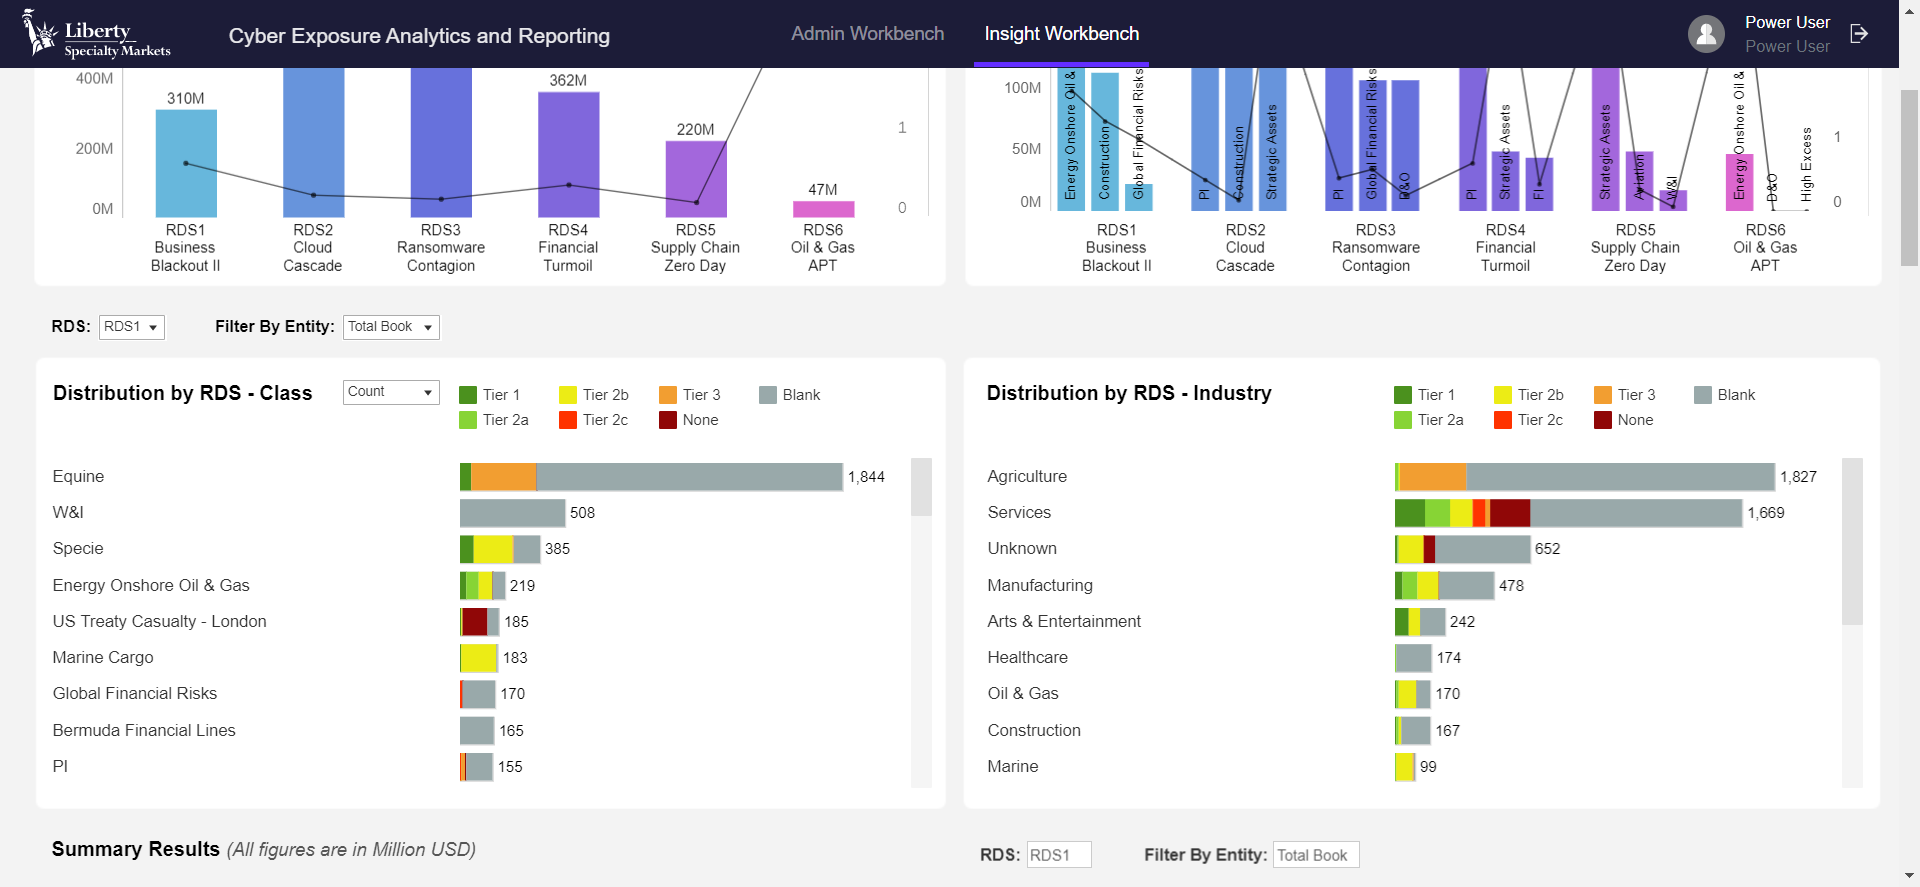 Liberty
Specialty Markets
Cyber Exposure Analytics and Reporting
Admin Workbench
Insight Workbench
Power User
Power User
400M
200M
0M
310M
362M
220M
47M
1
0
RDS1
Business
Blackout II
RDS2
Cloud
Cascade
RDS3
Ransomware
Contagion
RDS4
Financial
Turmoil
RDS5
Supply Chain
Zero Day
RDS6
Oil & Gas
APT
100M
50M
0M
Energy Onshore Oil &
Construction
Global Financial Risks
PI
Construction
Strategic Assets
PI
Global Financial Risks
D&O
PI
Strategic Assets
FI
Strategic Assets
Aviation
W&I
Energy Onshore Oil &
D&O
High Excess
1
0
RDS1
Business
Blackout II
RDS2
Cloud
Cascade
RDS3
Ransomware
Contagion
RDS4
Financial
Turmoil
RDS5
Supply Chain
Zero Day
RDS6
Oil & Gas
APT
RDS: RDS1
Filter By Entity: Total Book
Distribution by RDS - Class
Count
Tier 1 Tier 2b Tier 3 Blank
Tier 2a Tier 2c None
Equine 1,844
W&I 508
Specie 385
Energy Onshore Oil & Gas 219
US Treaty Casualty - London 185
Marine Cargo 183
Global Financial Risks 170
Bermuda Financial Lines 165
PI 155
Distribution by RDS - Industry
Tier 1 Tier 2b Tier 3 Blank
Tier 2a Tier 2c None
Agriculture 1,827
Services 1,669
Unknown 652
Manufacturing 478
Arts & Entertainment 242
Healthcare 174
Oil & Gas 170
Construction 167
Marine 99
Summary Results (All figures are in Million USD)
RDS: RDS1
Filter By Entity: Total Book